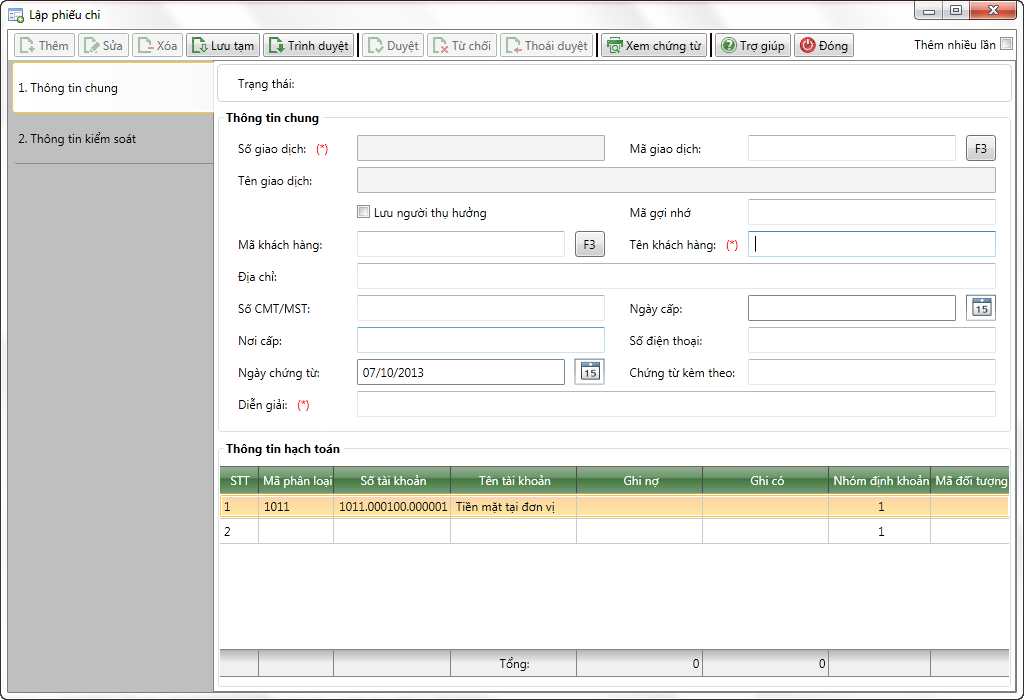 Lập phiếu chi
Thêm Sửa Xóa Lưu tạm Trình duyệt Duyệt Từ chối Thoái duyệt Xem chứng từ Trợ giúp Đóng Thêm nhiều lần
1. Thông tin chung
2. Thông tin kiểm soát
Trạng thái:
Thông tin chung
Số giao dịch: (*) Mã giao dịch: F3
Tên giao dịch:
Lưu người thụ hưởng Mã gợi nhớ
Mã khách hàng: F3 Tên khách hàng: (*)
Địa chỉ:
Số CMT/MST: Ngày cấp: 15
Nơi cấp: Số điện thoại:
Ngày chứng từ: 07/10/2013 15 Chứng từ kèm theo:
Diễn giải: (*)
Thông tin hạch toán
STT Mã phân loại Số tài khoản Tên tài khoản Ghi nợ Ghi có Nhóm định khoản Mã đối tượng
1 1011 1011.000100.000001 Tiền mặt tại đơn vị 1
2 1
Tổng: 0 0